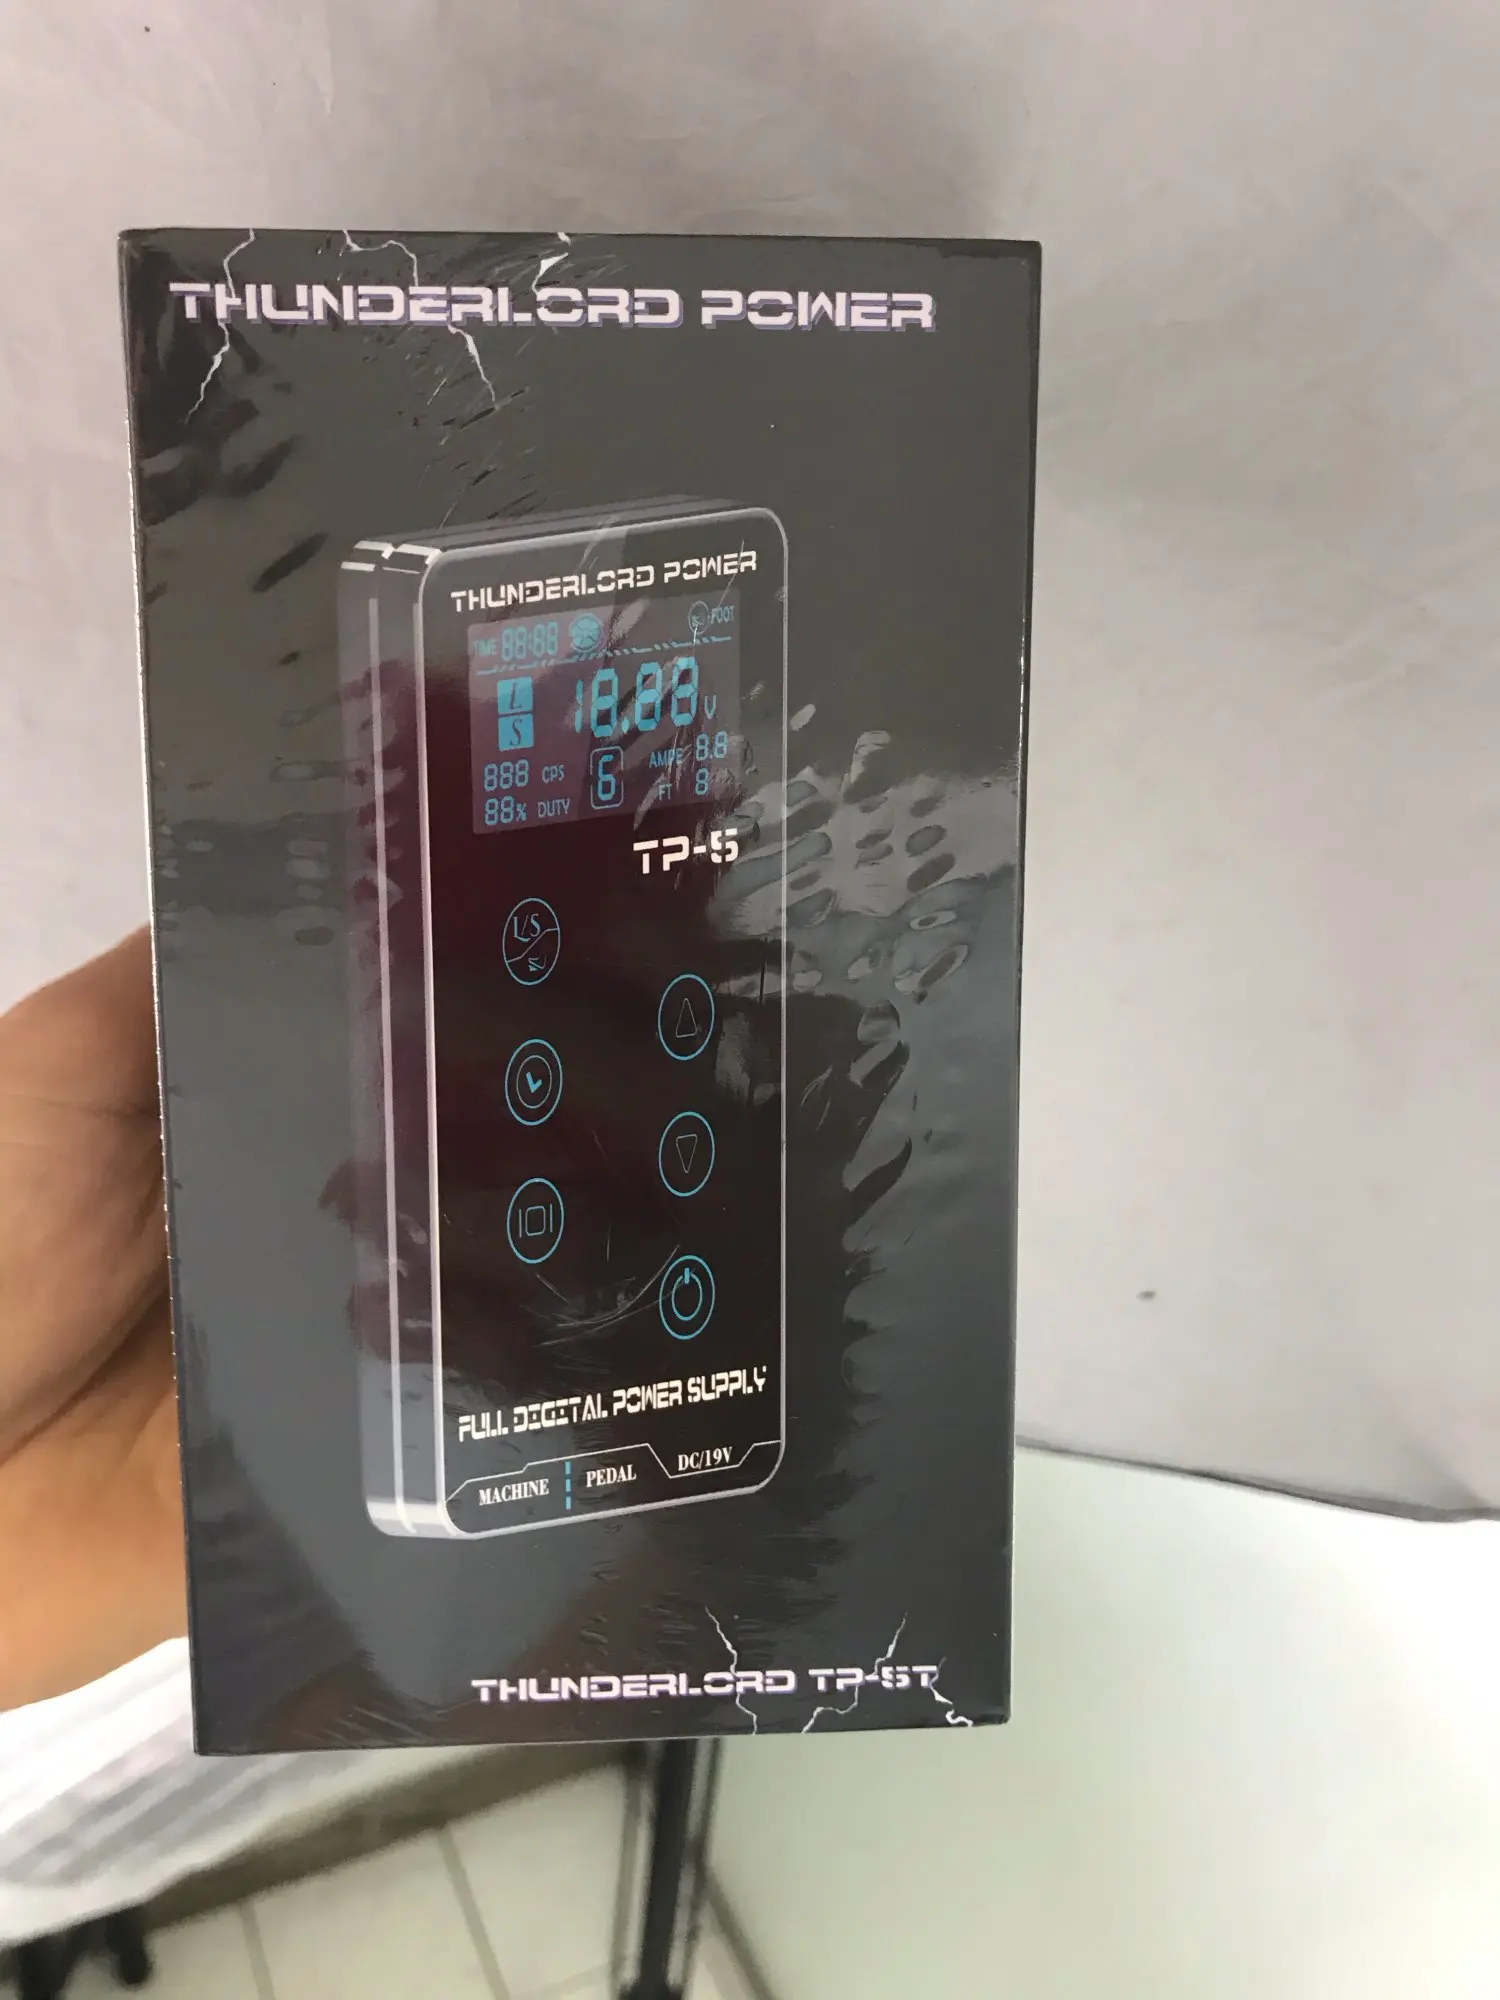 THUNDERLORD POWER
THUNDERLORD POWER
TIME 88:88 FOOT
L 18.88 V
S
888 CPS 6 AMPE 8.8
88% DUTY FT 8
TP-5
L/S
FULL DIGITAL POWER SUPPLY
MACHINE PEDAL DC/19V
THUNDERLORD TP-5T